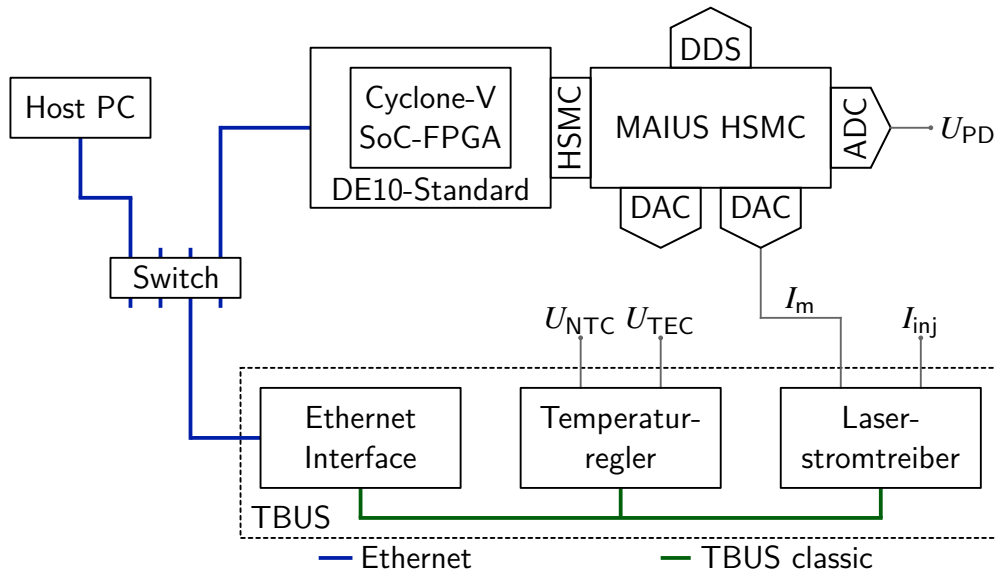 DDS
Host PC
Cyclone-V
SoC-FPGA
DE10-Standard
HSMC
MAIUS HSMC
ADC
U_PD
DAC
DAC
Switch
I_m
U_NTC
U_TEC
I_inj
Ethernet
Interface
Temperatur-
regler
Laser-
stromtreiber
TBUS
Ethernet
TBUS classic